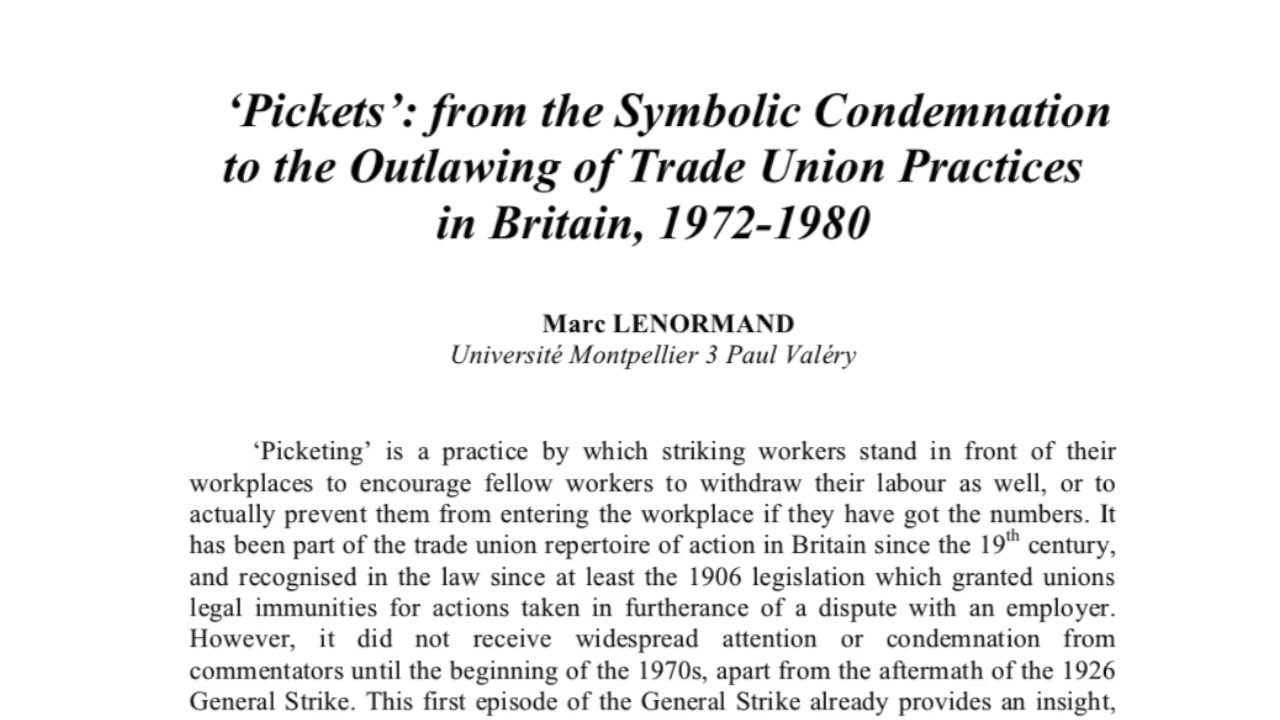 ‘Pickets’: from the Symbolic Condemnation
to the Outlawing of Trade Union Practices
in Britain, 1972-1980
Marc LENORMAND
Université Montpellier 3 Paul Valéry
‘Picketing’ is a practice by which striking workers stand in front of their
workplaces to encourage fellow workers to withdraw their labour as well, or to
actually prevent them from entering the workplace if they have got the numbers. It
has been part of the trade union repertoire of action in Britain since the 19th century,
and recognised in the law since at least the 1906 legislation which granted unions
legal immunities for actions taken in furtherance of a dispute with an employer.
However, it did not receive widespread attention or condemnation from
commentators until the beginning of the 1970s, apart from the aftermath of the 1926
General Strike. This first episode of the General Strike already provides an insight,